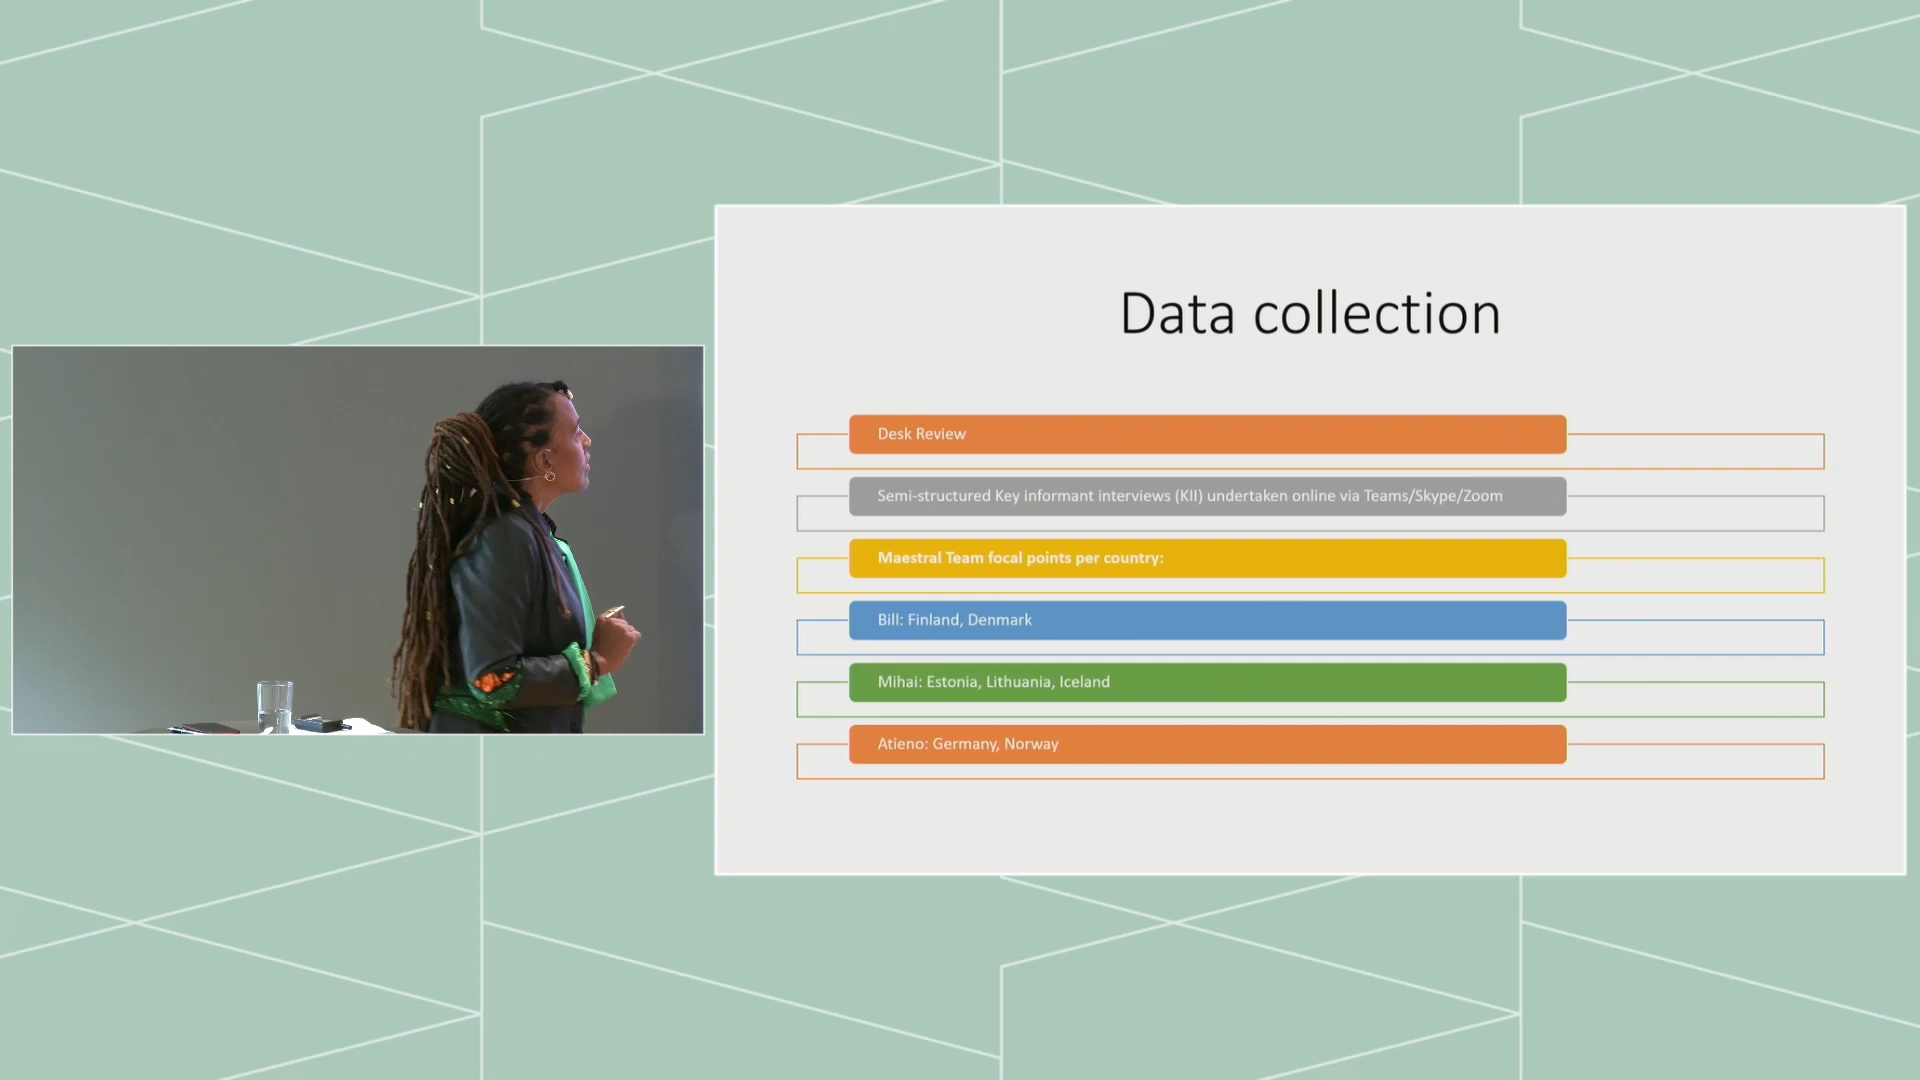 Data collection
Desk Review
Semi-structured Key informant interviews (KII) undertaken online via Teams/Skype/Zoom
Maestral Team focal points per country:
Bill: Finland, Denmark
Mihai: Estonia, Lithuania, Iceland
Atieno: Germany, Norway